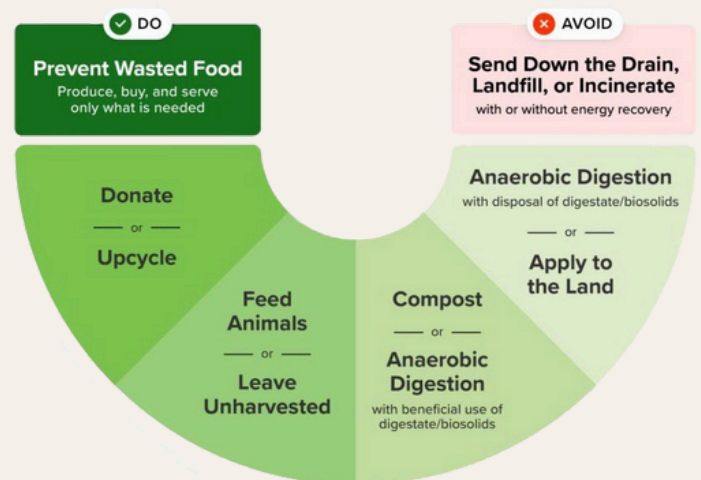 DO
Prevent Wasted Food
Produce, buy, and serve
only what is needed
Donate
or
Upcycle
Feed
Animals
or
Leave
Unharvested
Compost
or
Anaerobic
Digestion
with beneficial use of
digestate/biosolids
Anaerobic Digestion
with disposal of digestate/biosolids
or
Apply to
the Land
AVOID
Send Down the Drain,
Landfill, or Incinerate
with or without energy recovery